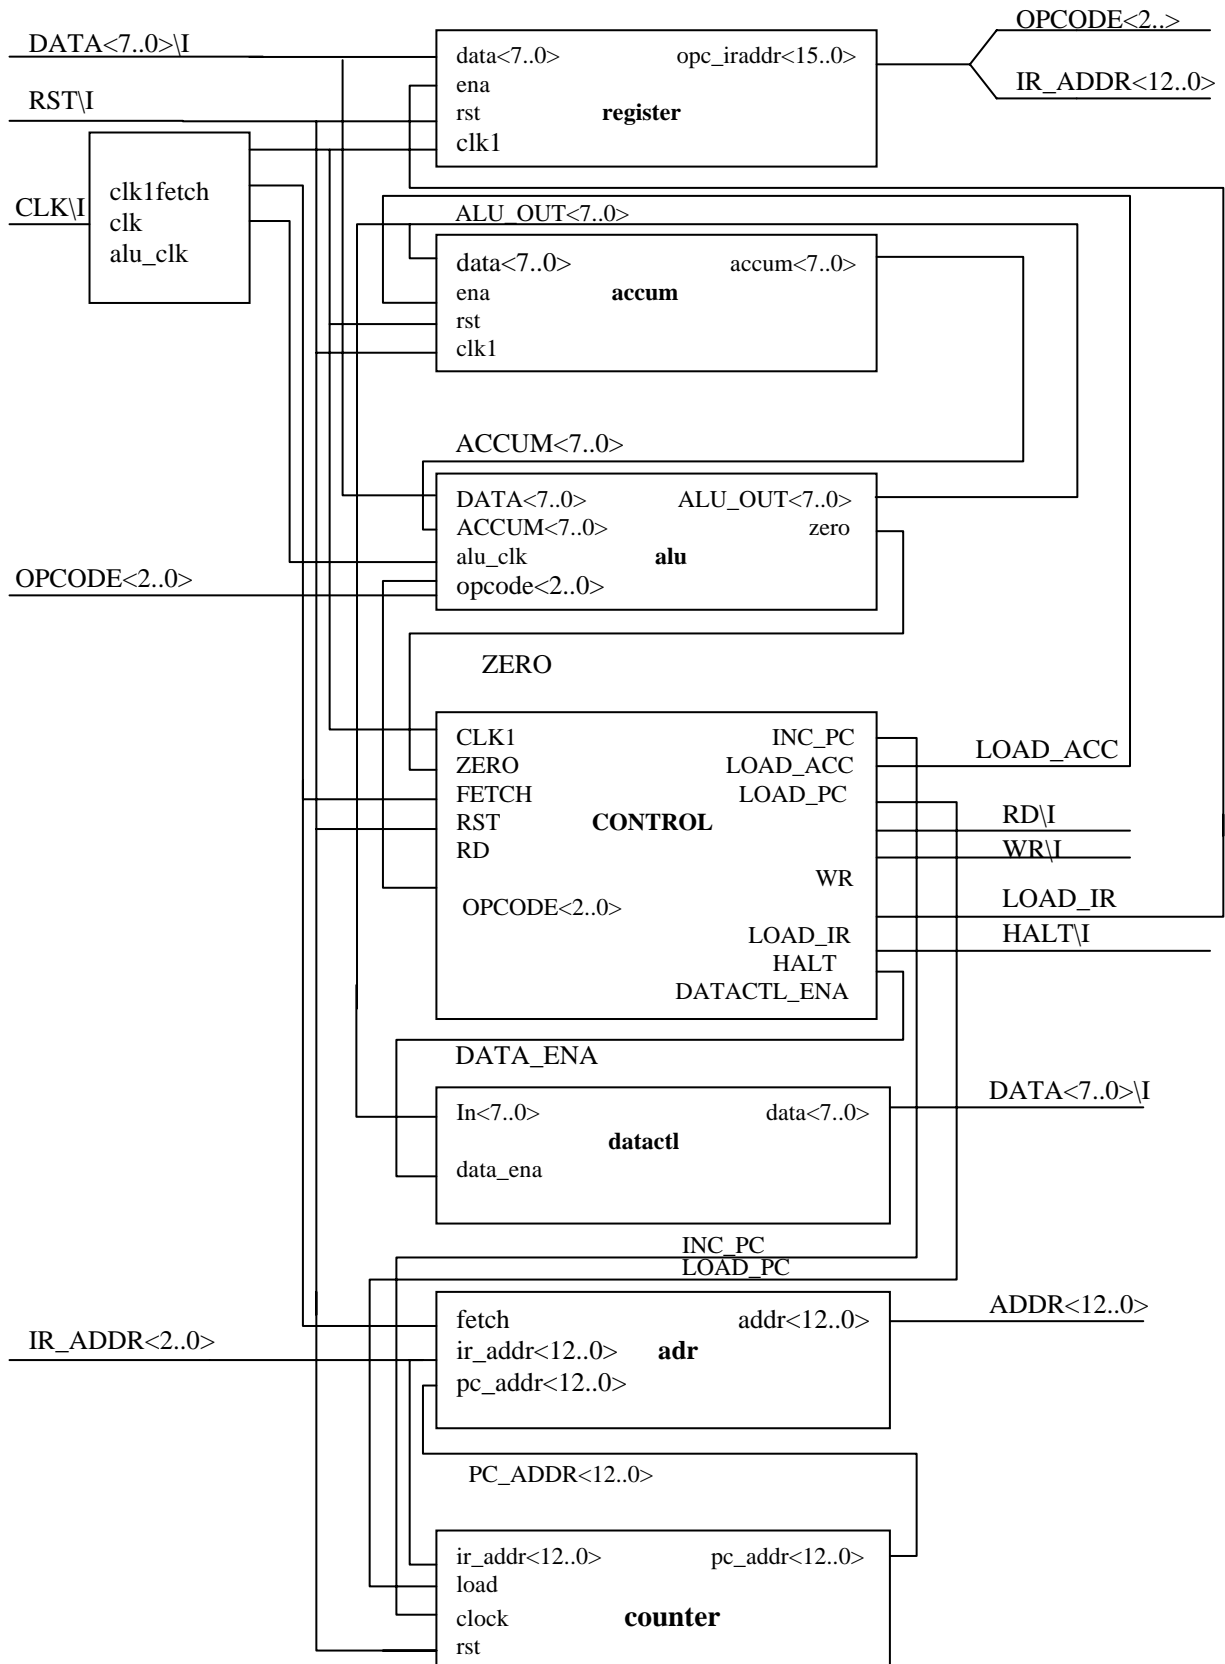 OPCODE<2..>
DATA<7..0>\I
data<7..0> opc_iraddr<15..0>
ena
IR_ADDR<12..0>
RST\I
rst register
clk1
clk1fetch
CLK\I
clk
alu_clk
ALU_OUT<7..0>
data<7..0> accum<7..0>
ena accum
rst
clk1
ACCUM<7..0>
DATA<7..0> ALU_OUT<7..0>
ACCUM<7..0> zero
alu_clk alu
OPCODE<2..0>
opcode<2..0>
ZERO
CLK1 INC_PC
LOAD_ACC
ZERO LOAD_ACC
FETCH LOAD_PC
RD\I
RST CONTROL
RD
WR\I
WR
LOAD_IR
OPCODE<2..0>
LOAD_IR
HALT\I
HALT
DATACTL_ENA
DATA_ENA
DATA<7..0>\I
In<7..0> data<7..0>
datactl
data_ena
INC_PC
LOAD_PC
ADDR<12..0>
fetch addr<12..0>
IR_ADDR<2..0>
ir_addr<12..0> adr
pc_addr<12..0>
PC_ADDR<12..0>
ir_addr<12..0> pc_addr<12..0>
load
clock counter
rst